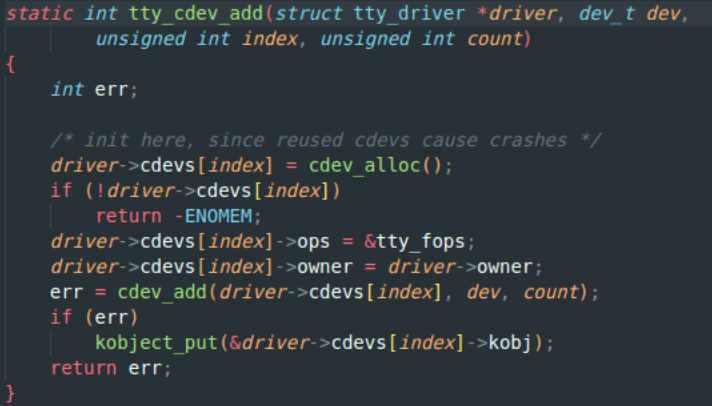 static int tty_cdev_add(struct tty_driver *driver, dev_t dev,
        unsigned int index, unsigned int count)
{
    int err;

    /* init here, since reused cdevs cause crashes */
    driver->cdevs[index] = cdev_alloc();
    if (!driver->cdevs[index])
        return -ENOMEM;
    driver->cdevs[index]->ops = &tty_fops;
    driver->cdevs[index]->owner = driver->owner;
    err = cdev_add(driver->cdevs[index], dev, count);
    if (err)
        kobject_put(&driver->cdevs[index]->kobj);
    return err;
}